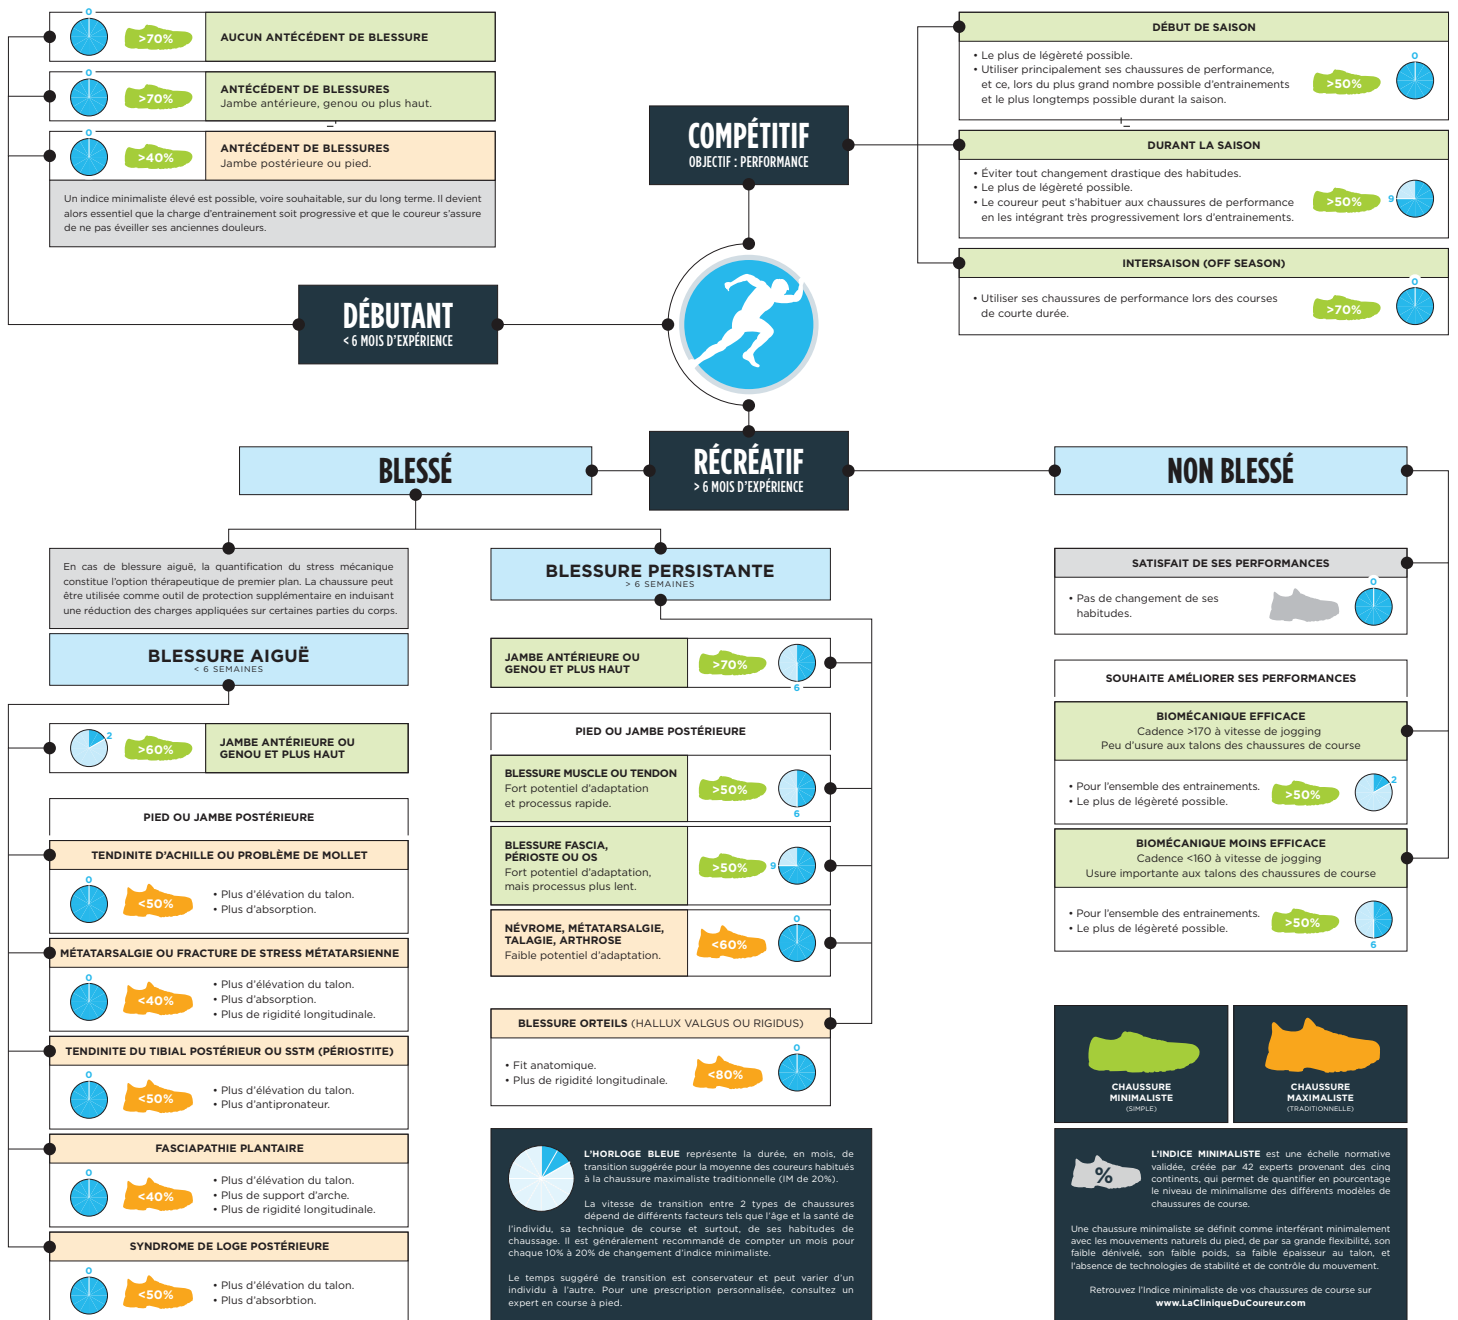 0
>70%
AUCUN ANTÉCÉDENT DE BLESSURE
0
>70%
ANTÉCÉDENT DE BLESSURES
Jambe antérieure, genou ou plus haut.
0
>40%
ANTÉCÉDENT DE BLESSURES
Jambe postérieure ou pied.
Un indice minimaliste élevé est possible, voire souhaitable, sur du long terme. Il devient
alors essentiel que la charge d'entrainement soit progressive et que le coureur s'assure
de ne pas éveiller ses anciennes douleurs.
DÉBUTANT
< 6 MOIS D'EXPÉRIENCE
COMPÉTITIF
OBJECTIF : PERFORMANCE
DÉBUT DE SAISON
• Le plus de légèreté possible.
• Utiliser principalement ses chaussures de performance,
et ce, lors du plus grand nombre possible d'entrainements
et le plus longtemps possible durant la saison.
>50%
0
DURANT LA SAISON
• Éviter tout changement drastique des habitudes.
• Le plus de légèreté possible.
• Le coureur peut s'habituer aux chaussures de performance
en les intégrant très progressivement lors d'entrainements.
>50%
9
INTERSAISON (OFF SEASON)
• Utiliser ses chaussures de performance lors des courses
de courte durée.
>70%
0
RÉCRÉATIF
> 6 MOIS D'EXPÉRIENCE
BLESSÉ
NON BLESSÉ
En cas de blessure aiguë, la quantification du stress mécanique
constitue l'option thérapeutique de premier plan. La chaussure peut
être utilisée comme outil de protection supplémentaire en induisant
une réduction des charges appliquées sur certaines parties du corps.
BLESSURE AIGUË
< 6 SEMAINES
2
>60%
JAMBE ANTÉRIEURE OU
GENOU ET PLUS HAUT
PIED OU JAMBE POSTÉRIEURE
TENDINITE D'ACHILLE OU PROBLÈME DE MOLLET
0
<50%
• Plus d'élévation du talon.
• Plus d'absorption.
MÉTATARSALGIE OU FRACTURE DE STRESS MÉTATARSIENNE
0
<40%
• Plus d'élévation du talon.
• Plus d'absorption.
• Plus de rigidité longitudinale.
TENDINITE DU TIBIAL POSTÉRIEUR OU SSTM (PÉRIOSTITE)
0
<50%
• Plus d'élévation du talon.
• Plus d'antipronateur.
FASCIAPATHIE PLANTAIRE
0
<40%
• Plus d'élévation du talon.
• Plus de support d'arche.
• Plus de rigidité longitudinale.
SYNDROME DE LOGE POSTÉRIEURE
0
<50%
• Plus d'élévation du talon.
• Plus d'absorbtion.
BLESSURE PERSISTANTE
> 6 SEMAINES
JAMBE ANTÉRIEURE OU
GENOU ET PLUS HAUT
>70%
6
PIED OU JAMBE POSTÉRIEURE
BLESSURE MUSCLE OU TENDON
Fort potentiel d'adaptation
et processus rapide.
>50%
6
BLESSURE FASCIA,
PÉRIOSTE OU OS
Fort potentiel d'adaptation,
mais processus plus lent.
>50%
9
NÉVROME, MÉTATARSALGIE,
TALAGIE, ARTHROSE
Faible potentiel d'adaptation.
<60%
0
BLESSURE ORTEILS (HALLUX VALGUS OU RIGIDUS)
• Fit anatomique.
• Plus de rigidité longitudinale.
<80%
0
L'HORLOGE BLEUE représente la durée, en mois, de
transition suggérée pour la moyenne des coureurs habitués
à la chaussure maximaliste traditionnelle (IM de 20%).
La vitesse de transition entre 2 types de chaussures
dépend de différents facteurs tels que l'âge et la santé de
l'individu, sa technique de course et surtout, de ses habitudes de
chaussage. Il est généralement recommandé de compter un mois pour
chaque 10% à 20% de changement d'indice minimaliste.
Le temps suggéré de transition est conservateur et peut varier d'un
individu à l'autre. Pour une prescription personnalisée, consultez un
expert en course à pied.
SATISFAIT DE SES PERFORMANCES
• Pas de changement de ses
habitudes.
0
SOUHAITE AMÉLIORER SES PERFORMANCES
BIOMÉCANIQUE EFFICACE
Cadence >170 à vitesse de jogging
Peu d'usure aux talons des chaussures de course
• Pour l'ensemble des entrainements.
• Le plus de légèreté possible.
>50%
2
BIOMÉCANIQUE MOINS EFFICACE
Cadence <160 à vitesse de jogging
Usure importante aux talons des chaussures de course
• Pour l'ensemble des entrainements.
• Le plus de légèreté possible.
>50%
6
CHAUSSURE
MINIMALISTE
(SIMPLE)
CHAUSSURE
MAXIMALISTE
(TRADITIONNELLE)
%
L'INDICE MINIMALISTE est une échelle normative
validée, créée par 42 experts provenant des cinq
continents, qui permet de quantifier en pourcentage
le niveau de minimalisme des différents modèles de
chaussures de course.
Une chaussure minimaliste se définit comme interférant minimalement
avec les mouvements naturels du pied, de par sa grande flexibilité, son
faible dénivelé, son faible poids, sa faible épaisseur au talon, et
l'absence de technologies de stabilité et de contrôle du mouvement.
Retrouvez l'Indice minimaliste de vos chaussures de course sur
www.LaCliniqueDuCoureur.com